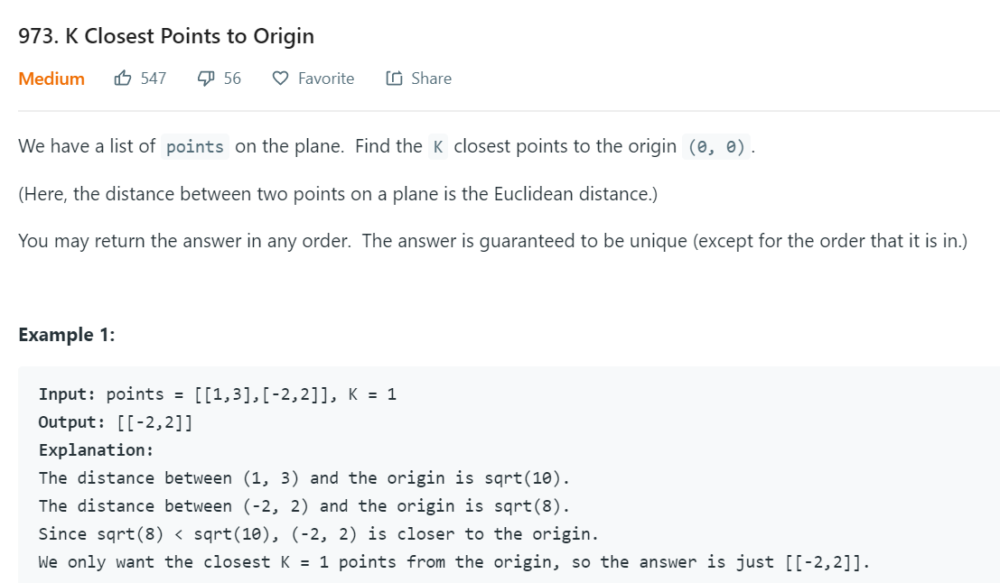 973. K Closest Points to Origin
Medium 547 56 Favorite Share
We have a list of points on the plane. Find the K closest points to the origin (0, 0).
(Here, the distance between two points on a plane is the Euclidean distance.)
You may return the answer in any order. The answer is guaranteed to be unique (except for the order that it is in.)
Example 1:
Input: points = [[1,3],[-2,2]], K = 1
Output: [[-2,2]]
Explanation:
The distance between (1, 3) and the origin is sqrt(10).
The distance between (-2, 2) and the origin is sqrt(8).
Since sqrt(8) < sqrt(10), (-2, 2) is closer to the origin.
We only want the closest K = 1 points from the origin, so the answer is just [[-2,2]].